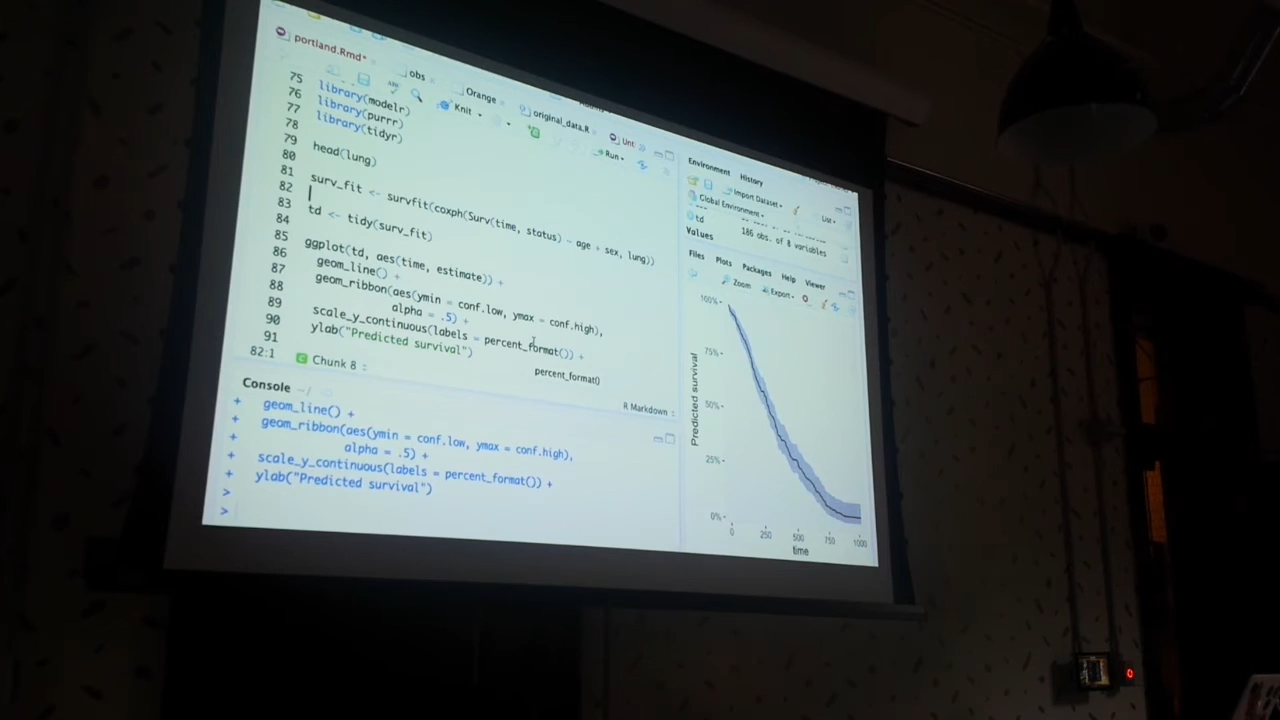 portland.Rmd*
obs
Orange
original_data.R
Unt
Knit
Run
75
76 library(modelr)
77 library(purrr)
78 library(tidyr)
79
80 head(lung)
81
82 surv_fit <- survfit(coxph(Surv(time, status) ~ age + sex, lung))
83
84 td <- tidy(surv_fit)
85
86 ggplot(td, aes(time, estimate)) +
87 geom_line() +
88 geom_ribbon(aes(ymin = conf.low, ymax = conf.high),
89 alpha = .5) +
90 scale_y_continuous(labels = percent_format()) +
91 ylab("Predicted survival")
percent_format()
82:1 Chunk 8
R Markdown
Console ~/
+ geom_line() +
+ geom_ribbon(aes(ymin = conf.low, ymax = conf.high),
+ alpha = .5) +
+ scale_y_continuous(labels = percent_format()) +
+ ylab("Predicted survival")
>
>
Environment History
Import Dataset
List
Global Environment
td 186 obs. of 8 variables
Values
Files Plots Packages Help Viewer
Zoom Export
100%
75%
50%
25%
0%
Predicted survival
0 250 500 750 1000
time